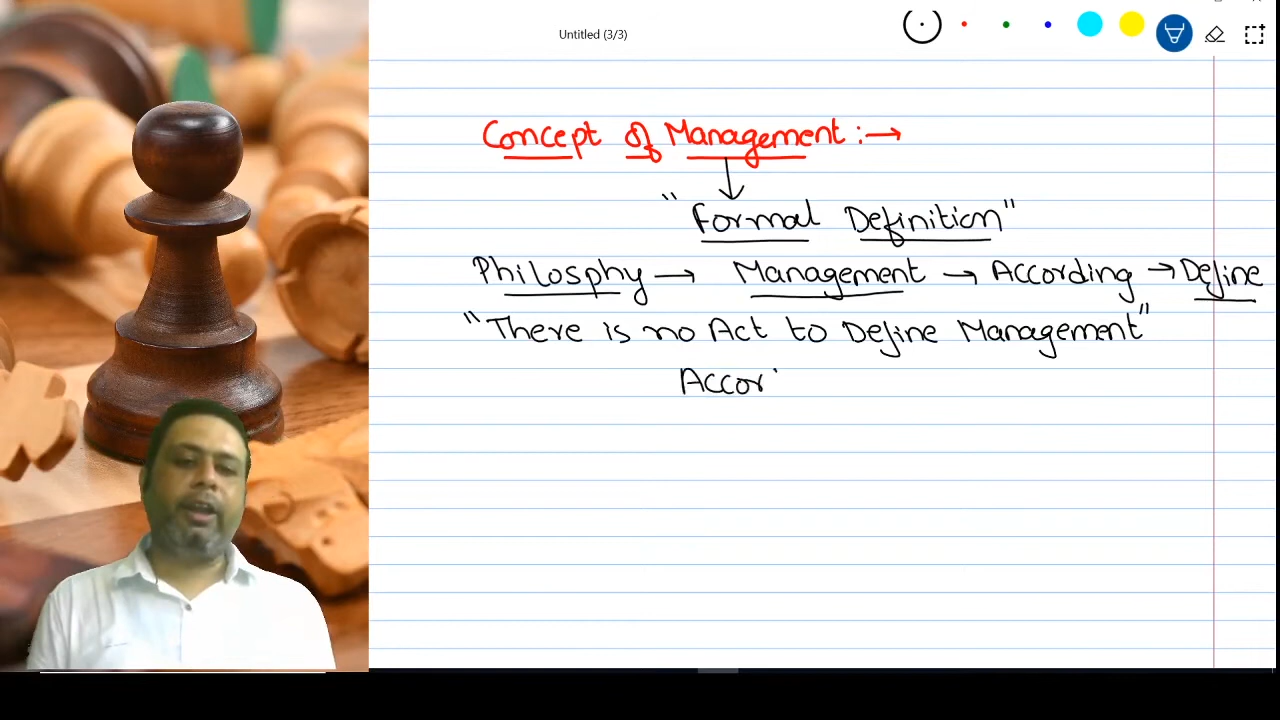 Untitled (3/3)
Concept of Management :→
↓
"Formal Definition"
Philosphy → Management → According → Define
"There is no Act to Define Management"
Accor